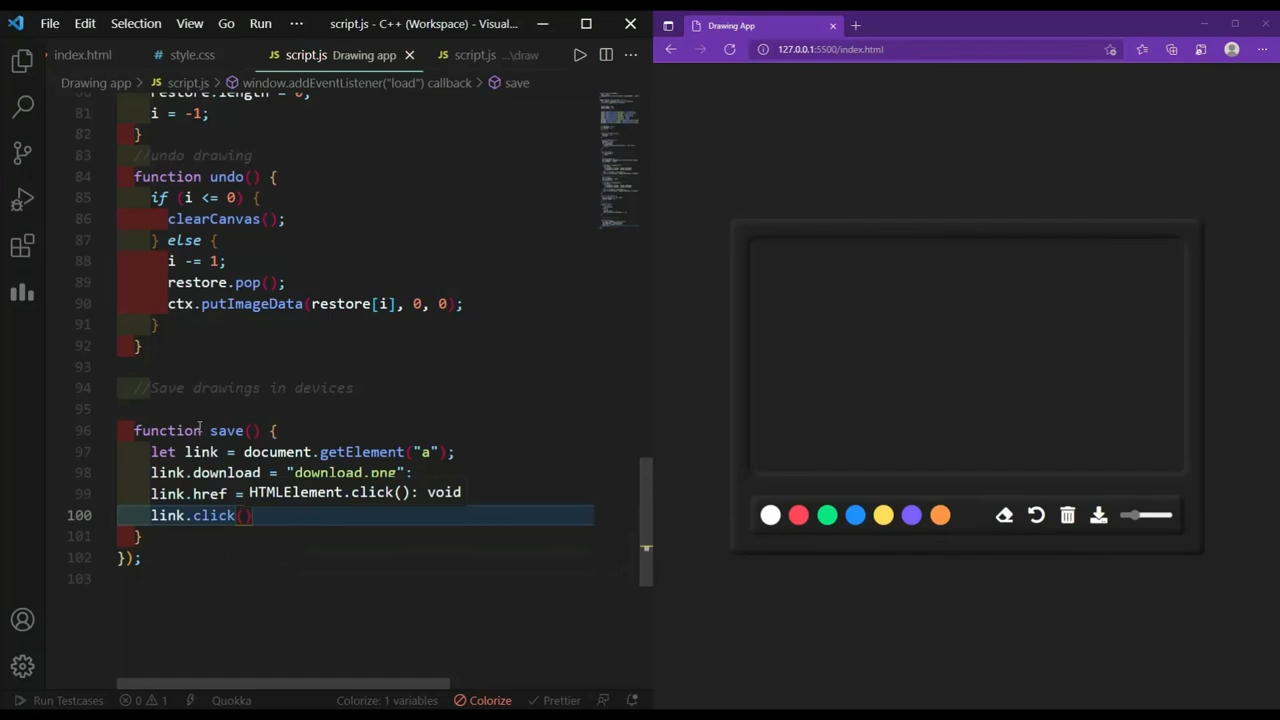 File Edit Selection View Go Run ··· script.js - C++ (Workspace) - Visual...
index.html # style.css JS script.js Drawing app JS script.js ...\draw
Drawing app > JS script.js > window.addEventListener("load") callback > save
81 i = -1;
82 }
83 //undo drawing
84 function undo() {
85 if (i <= 0) {
86 clearCanvas();
87 } else {
88 i -= 1;
89 restore.pop();
90 ctx.putImageData(restore[i], 0, 0);
91 }
92 }
93
94 //Save drawings in devices
95
96 function save() {
97 let link = document.getElement("a");
98 link.download = "download.png";
99 link.href = HTMLElement.click(): void
100 link.click()
101 }
102 });
103
Run Testcases 0 1 Quokka Colorize: 1 variables Colorize Prettier
Drawing App
127.0.0.1:5500/index.html